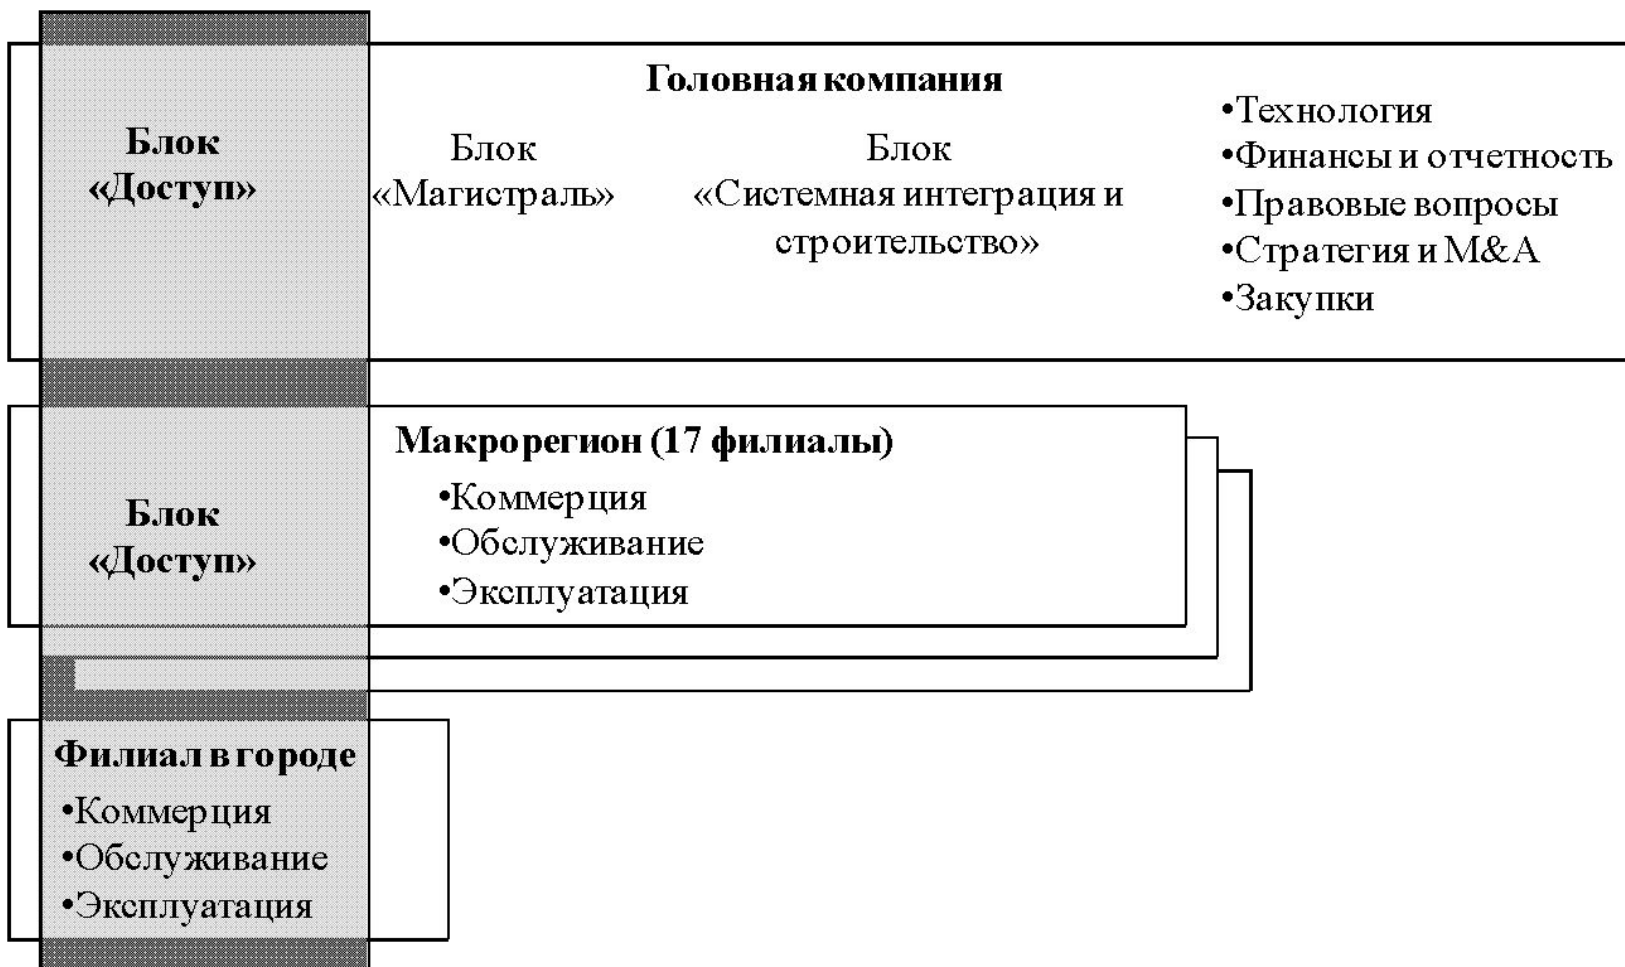 Головная компания
Блок
«Доступ»
Блок
«Магистраль»
Блок
«Системная интеграция и
строительство»
•Технология
•Финансы и отчетность
•Правовые вопросы
•Стратегия и M&A
•Закупки
Блок
«Доступ»
Макрорегион (17 филиалы)
•Коммерция
•Обслуживание
•Эксплуатация
Филиал в городе
•Коммерция
•Обслуживание
•Эксплуатация